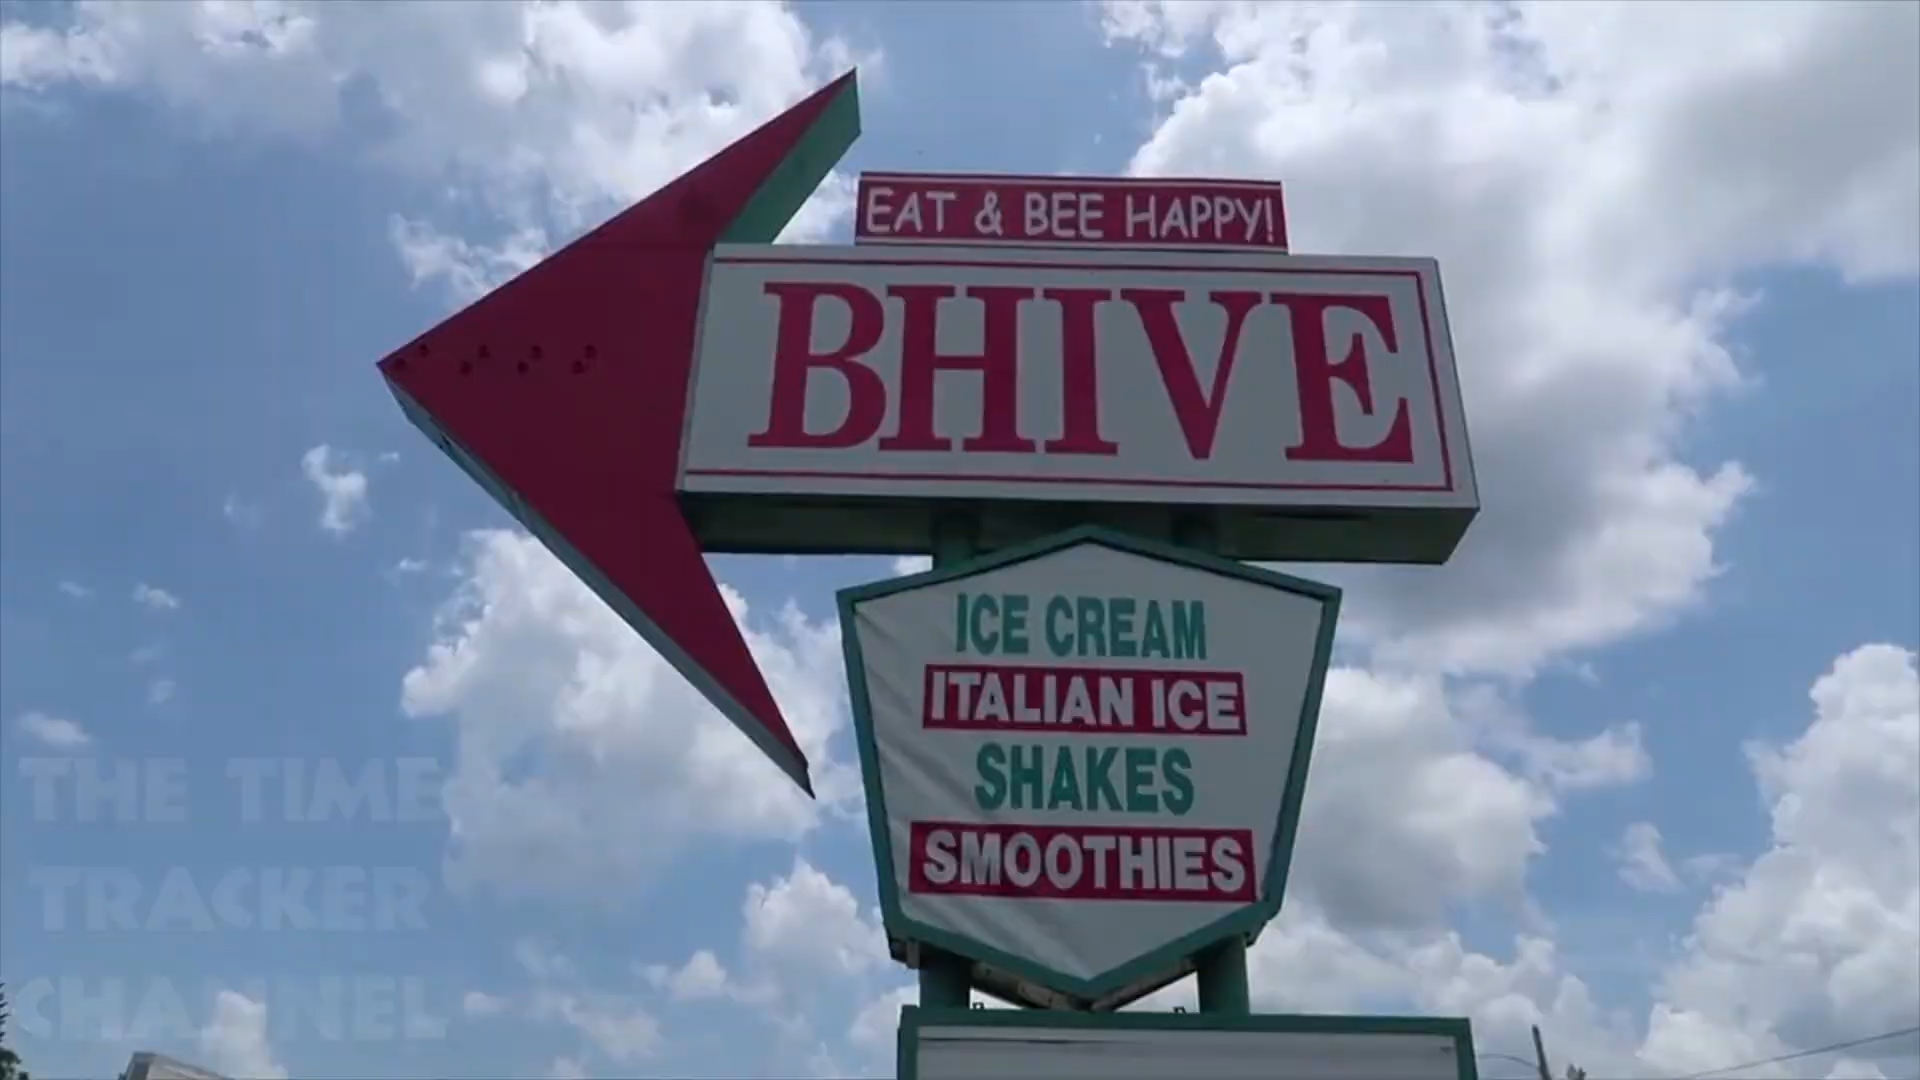 EAT & BEE HAPPY!
BHIVE
ICE CREAM
ITALIAN ICE
SHAKES
SMOOTHIES
THE TIME
TRACKER
CHANNEL